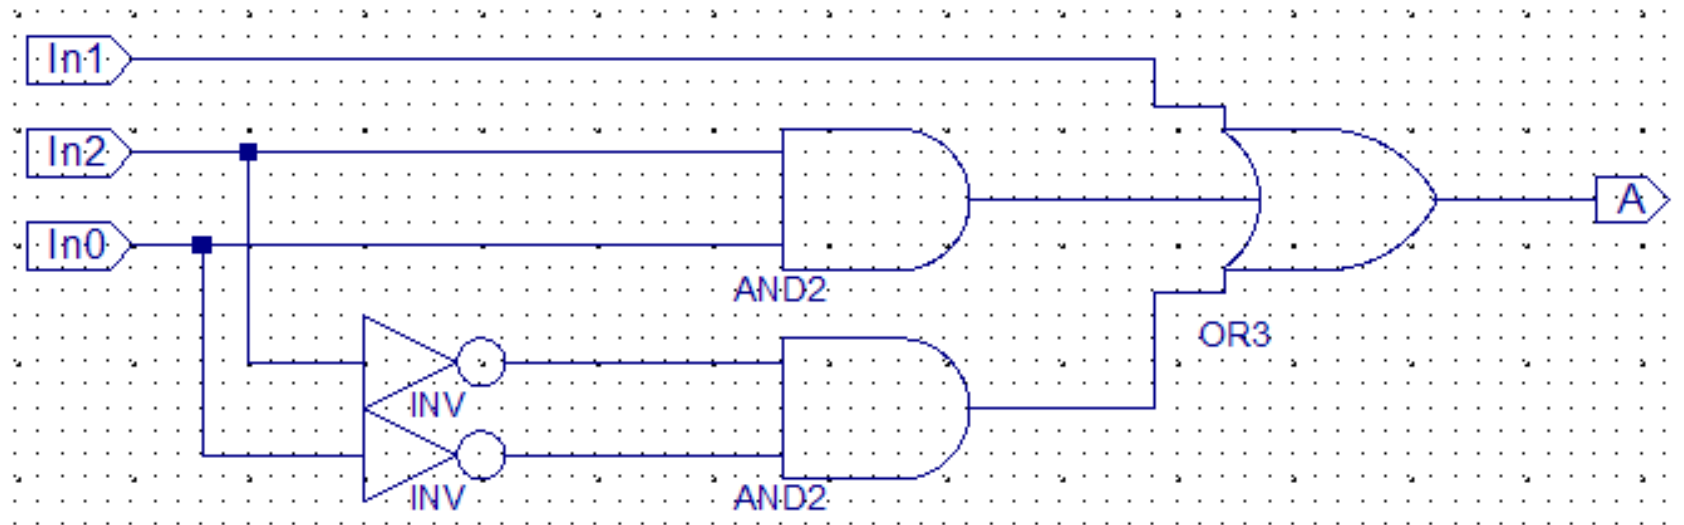 In1
In2
A
In0
AND2
OR3
INV
INV
AND2